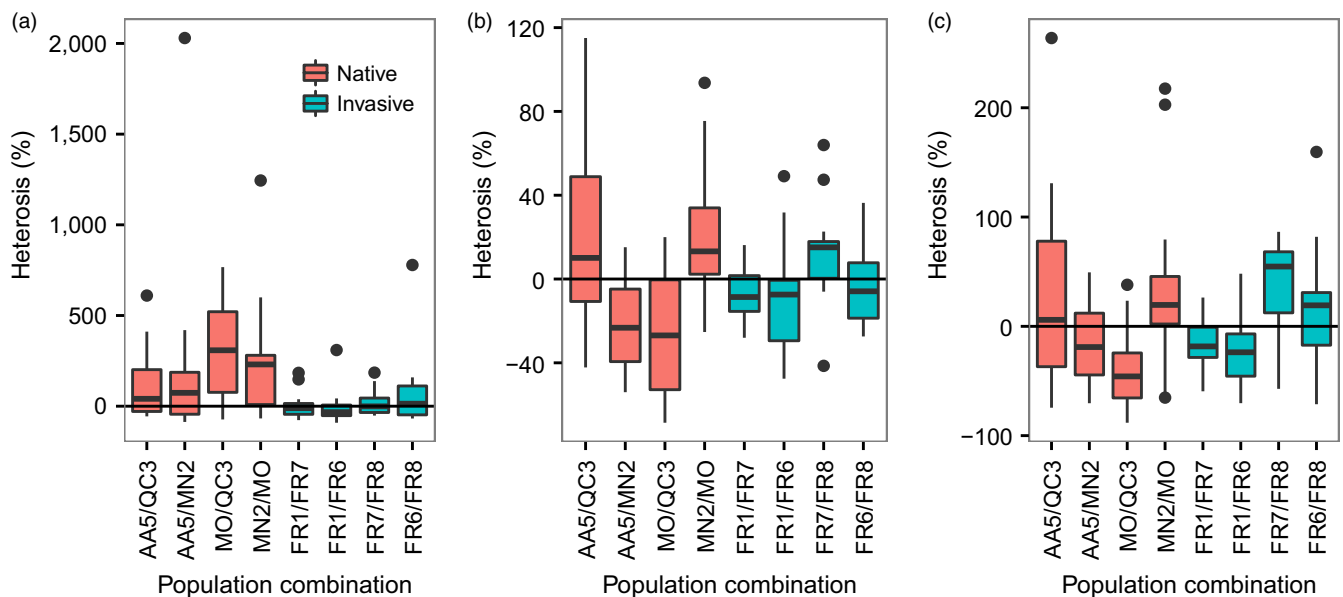 (a)
Heterosis (%)
2,000
1,500
1,000
500
0
Native
Invasive
AA5/QC3
AA5/MN2
MO/QC3
MN2/MO
FR1/FR7
FR1/FR6
FR7/FR8
FR6/FR8
Population combination
(b)
Heterosis (%)
120
80
40
0
−40
AA5/QC3
AA5/MN2
MO/QC3
MN2/MO
FR1/FR7
FR1/FR6
FR7/FR8
FR6/FR8
Population combination
(c)
Heterosis (%)
200
100
0
−100
AA5/QC3
AA5/MN2
MO/QC3
MN2/MO
FR1/FR7
FR1/FR6
FR7/FR8
FR6/FR8
Population combination